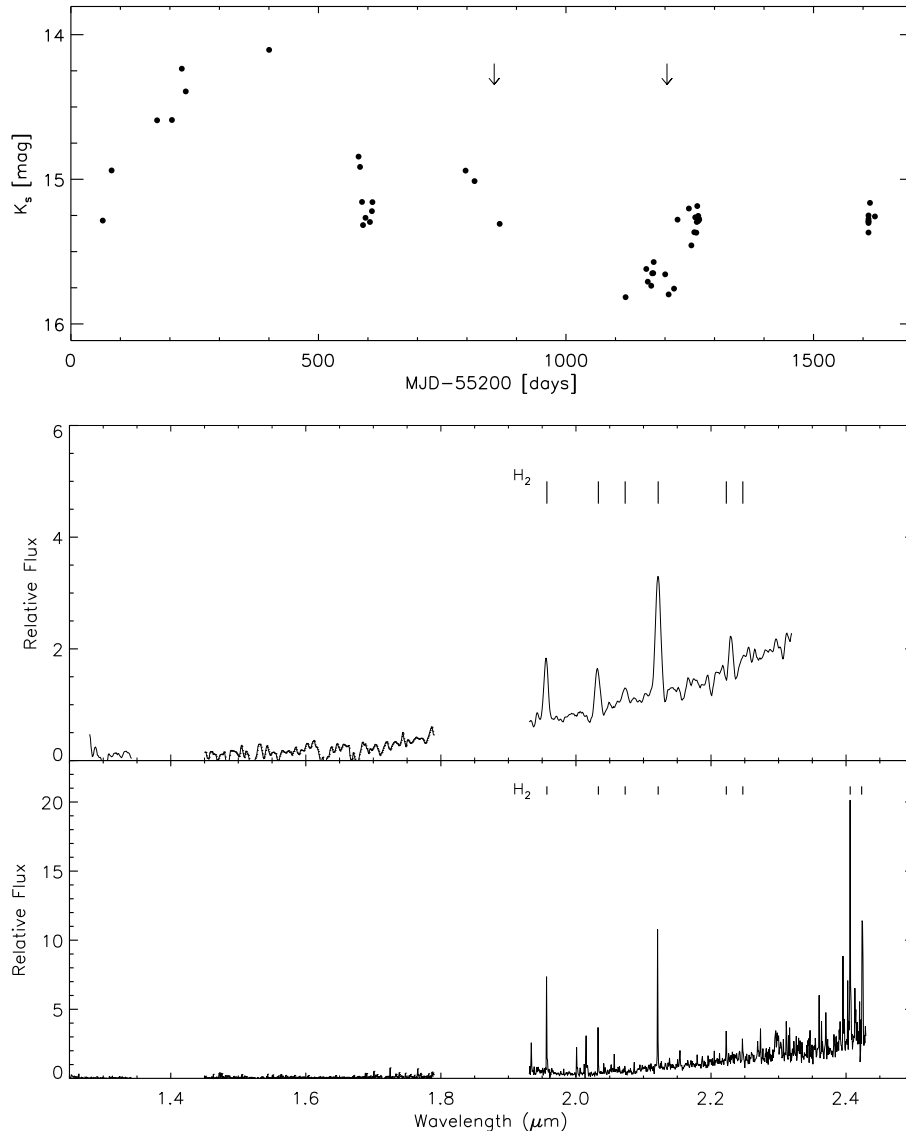 14
15
16
K_s [mag]
0 500 1000 1500
MJD-55200 [days]
6
4
2
0
Relative Flux
H_2
20
15
10
5
0
Relative Flux
H_2
1.4 1.6 1.8 2.0 2.2 2.4
Wavelength (μm)